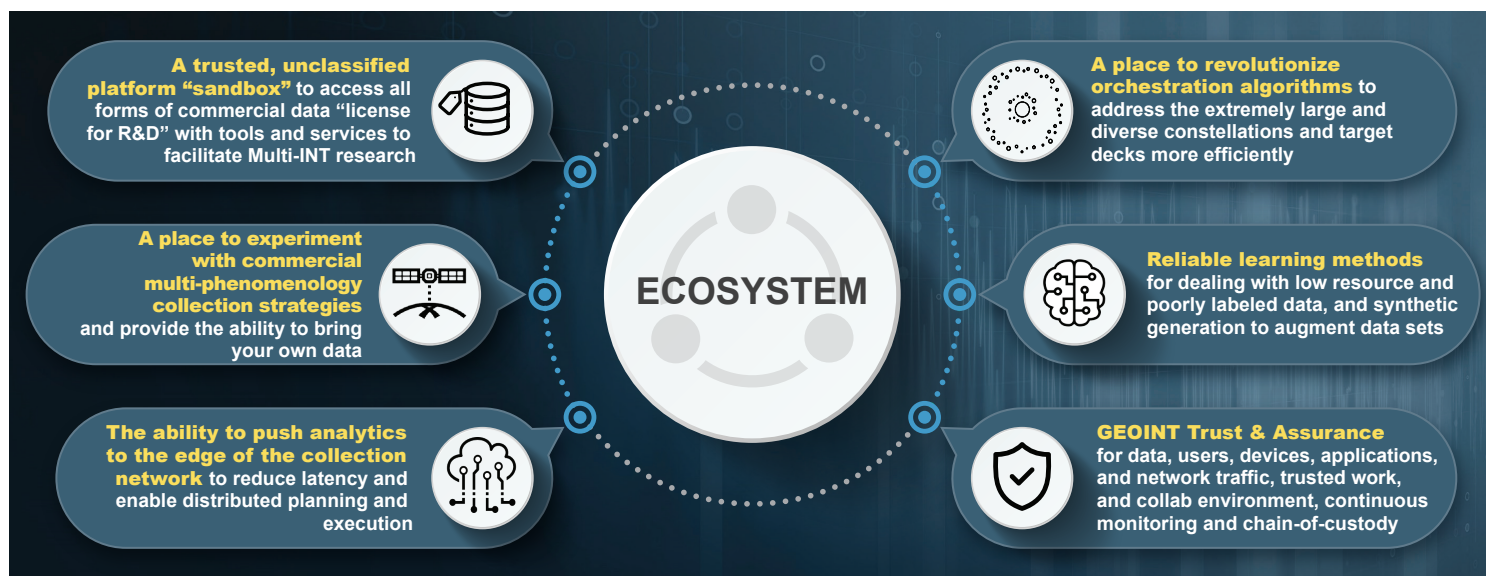 A trusted, unclassified
platform “sandbox” to access all
forms of commercial data “license
for R&D” with tools and services to
facilitate Multi-INT research
A place to experiment
with commercial
multi-phenomenology
collection strategies
and provide the ability to bring
your own data
The ability to push analytics
to the edge of the collection
network to reduce latency and
enable distributed planning and
execution
ECOSYSTEM
A place to revolutionize
orchestration algorithms to
address the extremely large and
diverse constellations and target
decks more efficiently
Reliable learning methods
for dealing with low resource and
poorly labeled data, and synthetic
generation to augment data sets
GEOINT Trust & Assurance
for data, users, devices, applications,
and network traffic, trusted work,
and collab environment, continuous
monitoring and chain-of-custody